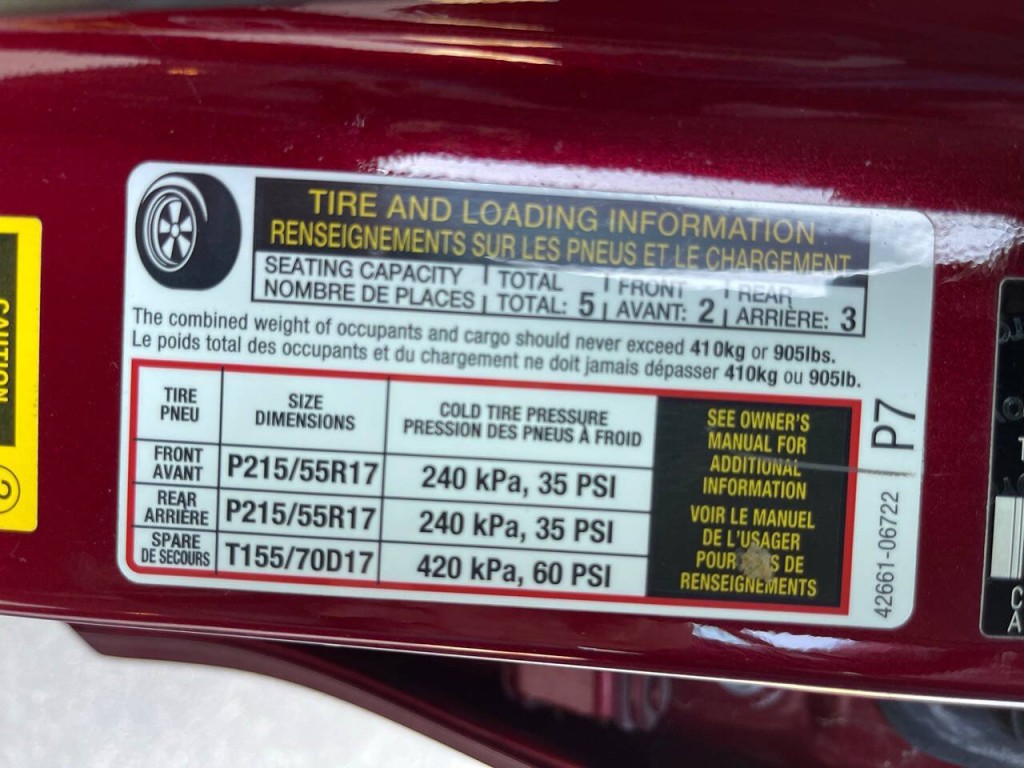 TIRE AND LOADING INFORMATION
RENSEIGNEMENTS SUR LES PNEUS ET LE CHARGEMENT
SEATING CAPACITY | TOTAL | FRONT | REAR
NOMBRE DE PLACES | TOTAL: 5 | AVANT: 2 | ARRIÈRE: 3
The combined weight of occupants and cargo should never exceed 410kg or 905lbs.
Le poids total des occupants et du chargement ne doit jamais dépasser 410kg ou 905lb.
TIRE
PNEU
SIZE
DIMENSIONS
COLD TIRE PRESSURE
PRESSION DES PNEUS À FROID
FRONT
AVANT
P215/55R17
240 kPa, 35 PSI
REAR
ARRIÈRE
P215/55R17
240 kPa, 35 PSI
SPARE
DE SECOURS
T155/70D17
420 kPa, 60 PSI
SEE OWNER'S
MANUAL FOR
ADDITIONAL
INFORMATION
VOIR LE MANUEL
DE L'USAGER
POUR DE
RENSEIGNEMENTS
P7
42661-06722
CAUTION